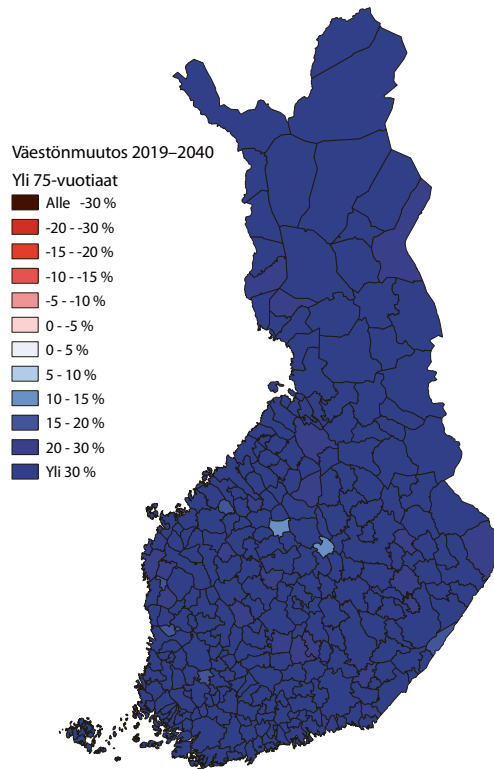 Väestönmuutos 2019–2040
Yli 75-vuotiaat
Alle -30 %
-20 - -30 %
-15 - -20 %
-10 - -15 %
-5 - -10 %
0 - -5 %
0 - 5 %
5 - 10 %
10 - 15 %
15 - 20 %
20 - 30 %
Yli 30 %